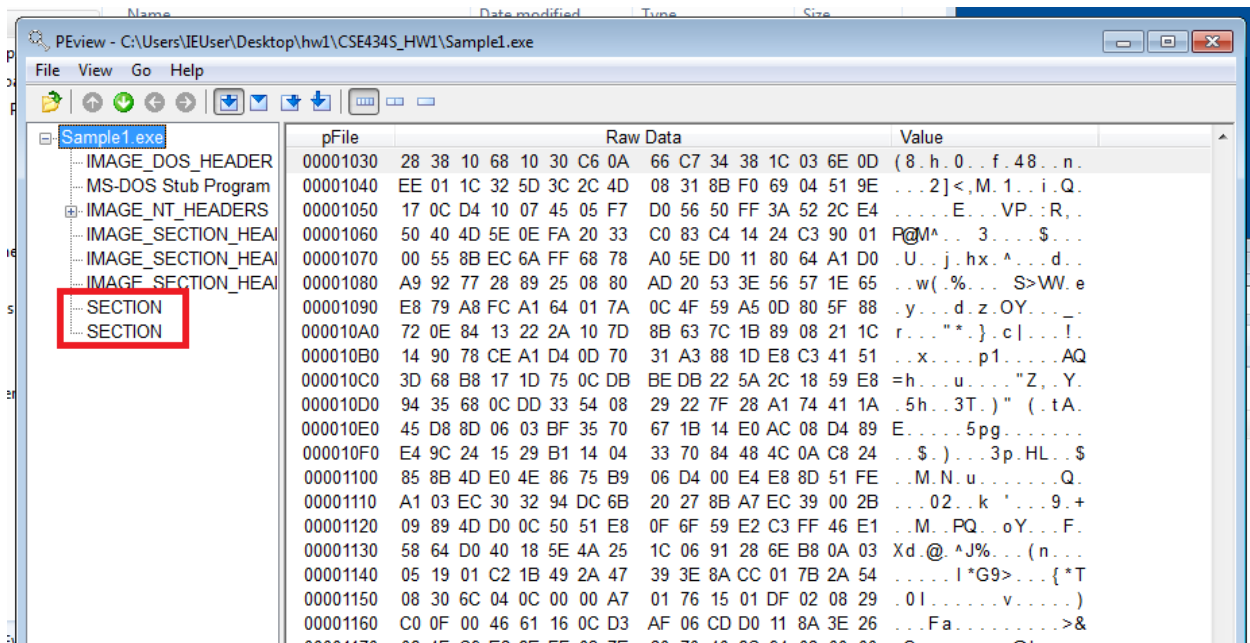 Name Date modified Type Size
PEview - C:\Users\IEUser\Desktop\hw1\CSE434S_HW1\Sample1.exe
File View Go Help
Sample1.exe
IMAGE_DOS_HEADER
MS-DOS Stub Program
IMAGE_NT_HEADERS
IMAGE_SECTION_HEA
IMAGE_SECTION_HEA
IMAGE_SECTION_HEA
SECTION
SECTION
pFile Raw Data Value
00001030 28 38 10 68 10 30 C6 0A 66 C7 34 38 1C 03 6E 0D (8.h.0..f.48..n.
00001040 EE 01 1C 32 5D 3C 2C 4D 08 31 8B F0 69 04 51 9E ...2]<,M.1..i.Q.
00001050 17 0C D4 10 07 45 05 F7 D0 56 50 FF 3A 52 2C E4 .....E...VP.:R,.
00001060 50 40 4D 5E 0E FA 20 33 C0 83 C4 14 24 C3 90 01 P@M^.. 3....$...
00001070 00 55 8B EC 6A FF 68 78 A0 5E D0 11 80 64 A1 D0 .U..j.hx.^...d..
00001080 A9 92 77 28 89 25 08 80 AD 20 53 3E 56 57 1E 65 ..w(.%... S>VW.e
00001090 E8 79 A8 FC A1 64 01 7A 0C 4F 59 A5 0D 80 5F 88 .y...d.z.OY..._.
000010A0 72 0E 84 13 22 2A 10 7D 8B 63 7C 1B 89 08 21 1C r..."*.}.c|...!.
000010B0 14 90 78 CE A1 D4 0D 70 31 A3 88 1D E8 C3 41 51 ..x....p1.....AQ
000010C0 3D 68 B8 17 1D 75 0C DB BE DB 22 5A 2C 18 59 E8 =h...u...."Z,.Y.
000010D0 94 35 68 0C DD 33 54 08 29 22 7F 28 A1 74 41 1A .5h..3T.)" (.tA.
000010E0 45 D8 8D 06 03 BF 35 70 67 1B 14 E0 AC 08 D4 89 E.....5pg.......
000010F0 E4 9C 24 15 29 B1 14 04 33 70 84 48 4C 0A C8 24 ..$.)...3p.HL..$
00001100 85 8B 4D E0 4E 86 75 B9 06 D4 00 E4 E8 8D 51 FE ..M.N.u.......Q.
00001110 A1 03 EC 30 32 94 DC 6B 20 27 8B A7 EC 39 00 2B ...02..k '...9.+
00001120 09 89 4D D0 0C 50 51 E8 0F 6F 59 E2 C3 FF 46 E1 ..M..PQ..oY...F.
00001130 58 64 D0 40 18 5E 4A 25 1C 06 91 28 6E B8 0A 03 Xd.@.^J%...(n...
00001140 05 19 01 C2 1B 49 2A 47 39 3E 8A CC 01 7B 2A 54 .....I*G9>...{*T
00001150 08 30 6C 04 0C 00 00 A7 01 76 15 01 DF 02 08 29 .0l......v.....)
00001160 C0 0F 00 46 61 16 0C D3 AF 06 CD D0 11 8A 3E 26 ...Fa.........>&